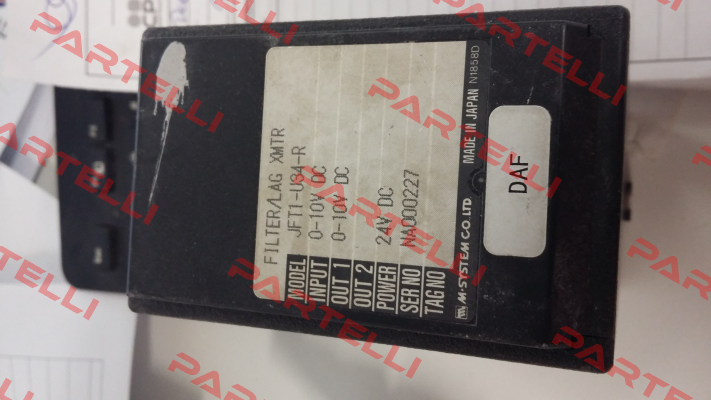 FILTER/LAG XMTR
MODEL JFT1-U34-R
INPUT 0-10V DC
OUT 1 0-10V DC
OUT 2
POWER 24V DC
SER NO NA000227
TAG NO
M-SYSTEM CO.,LTD MADE IN JAPAN N1858D
DAF
PARTELLI
PARTELLI
PARTELLI
PARTELLI
PARTELLI
PARTELLI
PARTELLI
PARTELLI